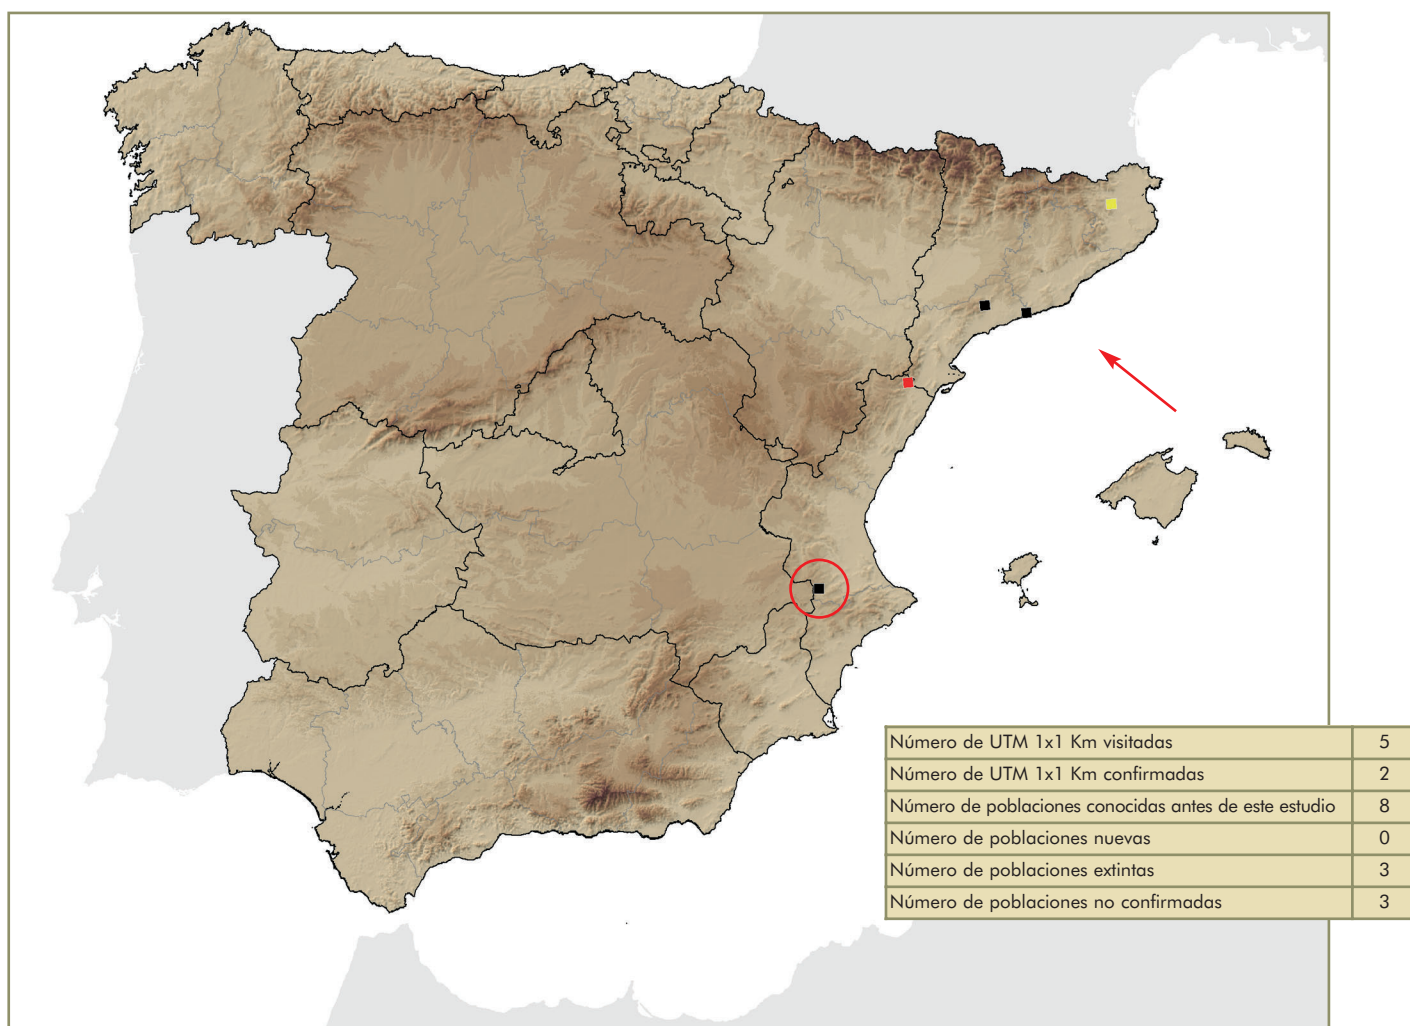 Número de UTM 1x1 Km visitadas 5
Número de UTM 1x1 Km confirmadas 2
Número de poblaciones conocidas antes de este estudio 8
Número de poblaciones nuevas 0
Número de poblaciones extintas 3
Número de poblaciones no confirmadas 3